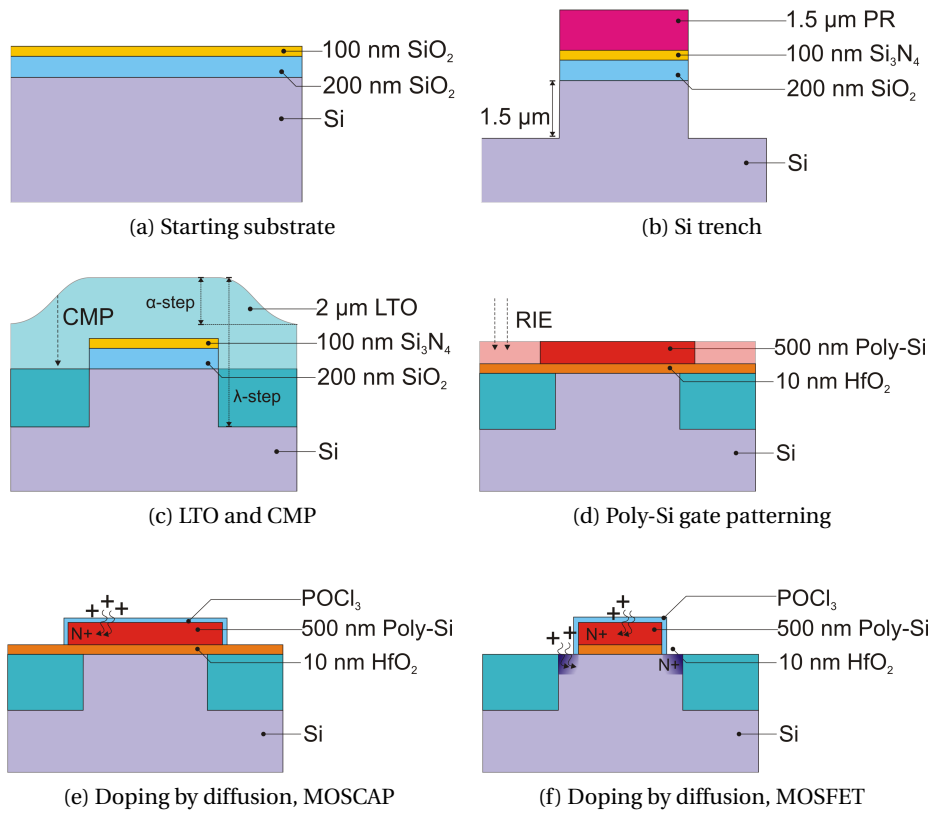 100 nm SiO₂
200 nm SiO₂
Si
(a) Starting substrate
1.5 µm PR
100 nm Si₃N₄
200 nm SiO₂
1.5 µm
Si
(b) Si trench
α-step
CMP
2 µm LTO
100 nm Si₃N₄
200 nm SiO₂
λ-step
Si
(c) LTO and CMP
RIE
500 nm Poly-Si
10 nm HfO₂
Si
(d) Poly-Si gate patterning
+ + +
POCl₃
N+
500 nm Poly-Si
10 nm HfO₂
Si
(e) Doping by diffusion, MOSCAP
+ + +
+ +
POCl₃
N+
500 nm Poly-Si
N+
10 nm HfO₂
Si
(f) Doping by diffusion, MOSFET